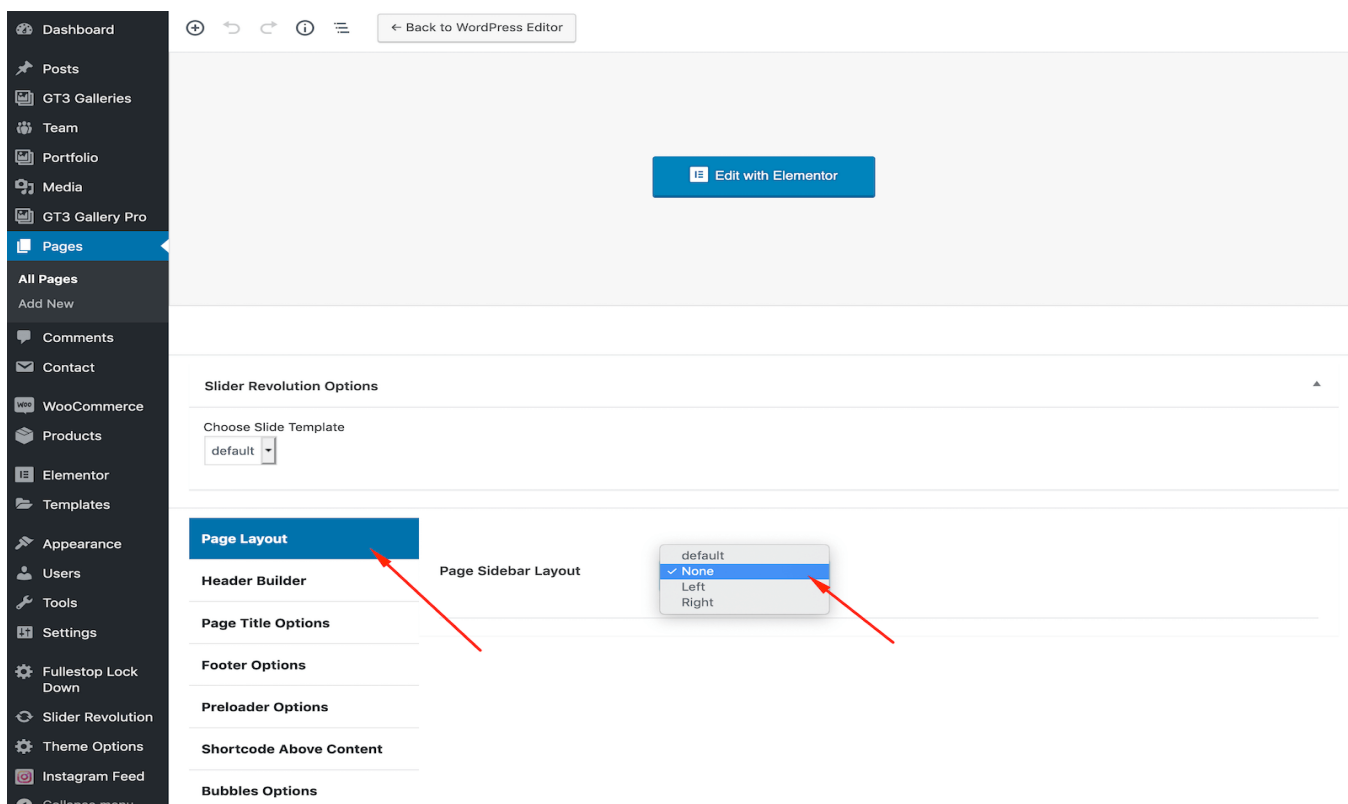 Dashboard
← Back to WordPress Editor
Posts
GT3 Galleries
Team
Portfolio
Media
GT3 Gallery Pro
Pages
All Pages
Add New
Comments
Contact
WooCommerce
Products
Elementor
Templates
Appearance
Users
Tools
Settings
Fullestop Lock
Down
Slider Revolution
Theme Options
Instagram Feed
Collapse menu
Edit with Elementor
Slider Revolution Options
Choose Slide Template
default
Page Layout
Header Builder
Page Title Options
Footer Options
Preloader Options
Shortcode Above Content
Bubbles Options
Page Sidebar Layout
default
✓ None
Left
Right